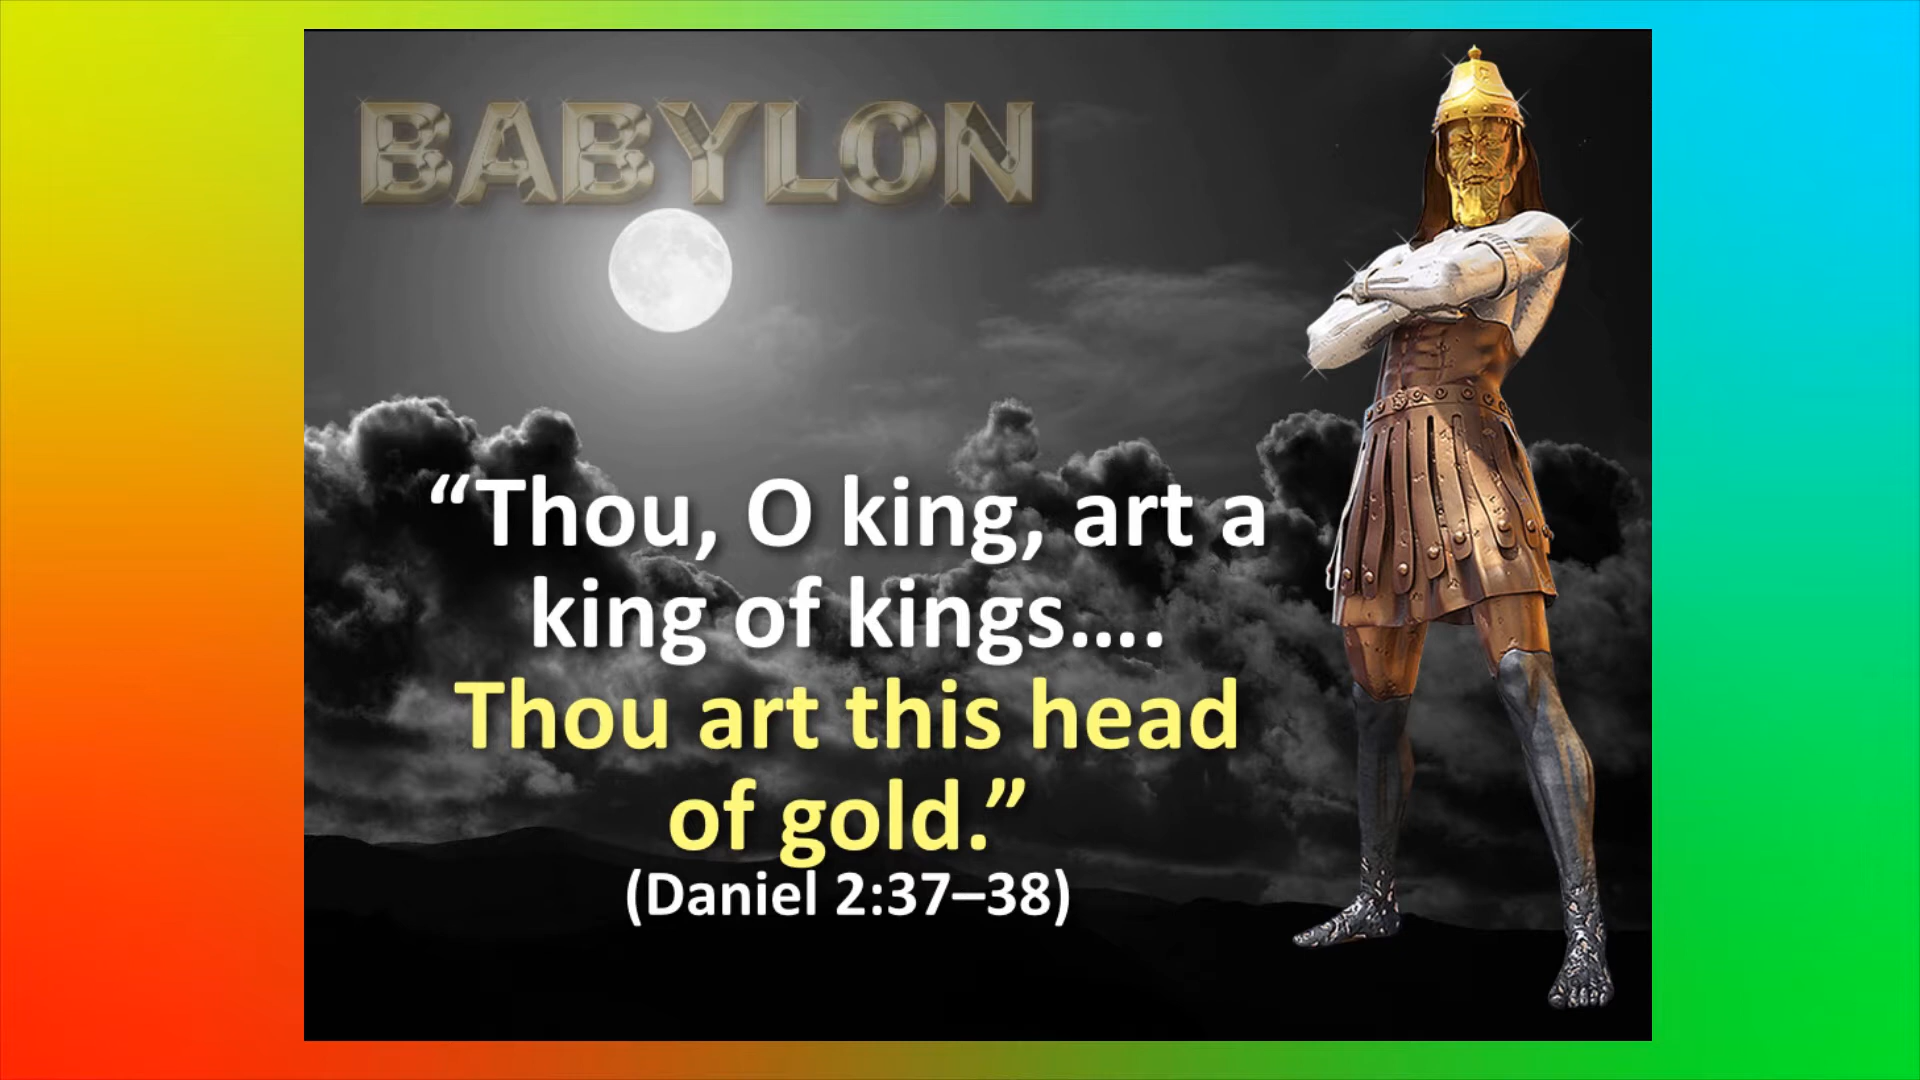 BABYLON
“Thou, O king, art a
king of kings....
Thou art this head
of gold.”
(Daniel 2:37–38)